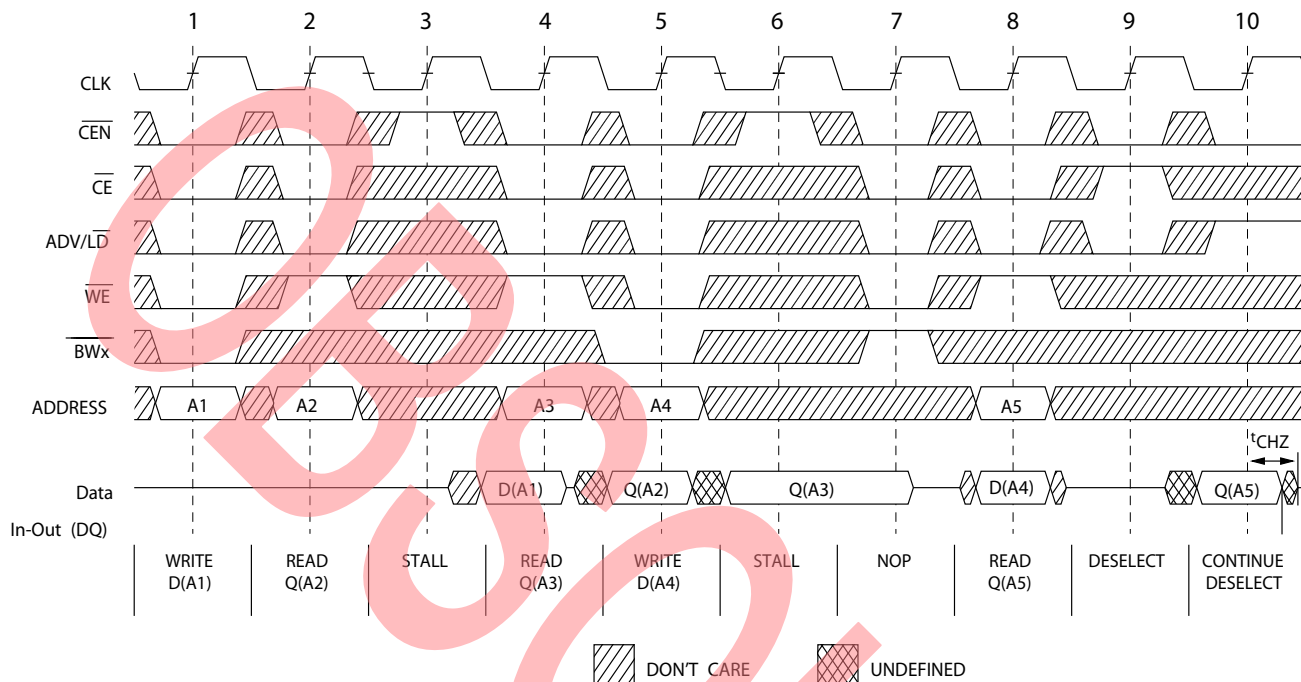 1 2 3 4 5 6 7 8 9 10
CLK
CEN
CE
ADV/LD
WE
BWx
ADDRESS A1 A2 A3 A4 A5
tCHZ
Data D(A1) Q(A2) Q(A3) D(A4) Q(A5)
In-Out (DQ)
WRITE READ STALL READ WRITE STALL NOP READ DESELECT CONTINUE
D(A1) Q(A2) Q(A3) D(A4) Q(A5) DESELECT
DON'T CARE UNDEFINED